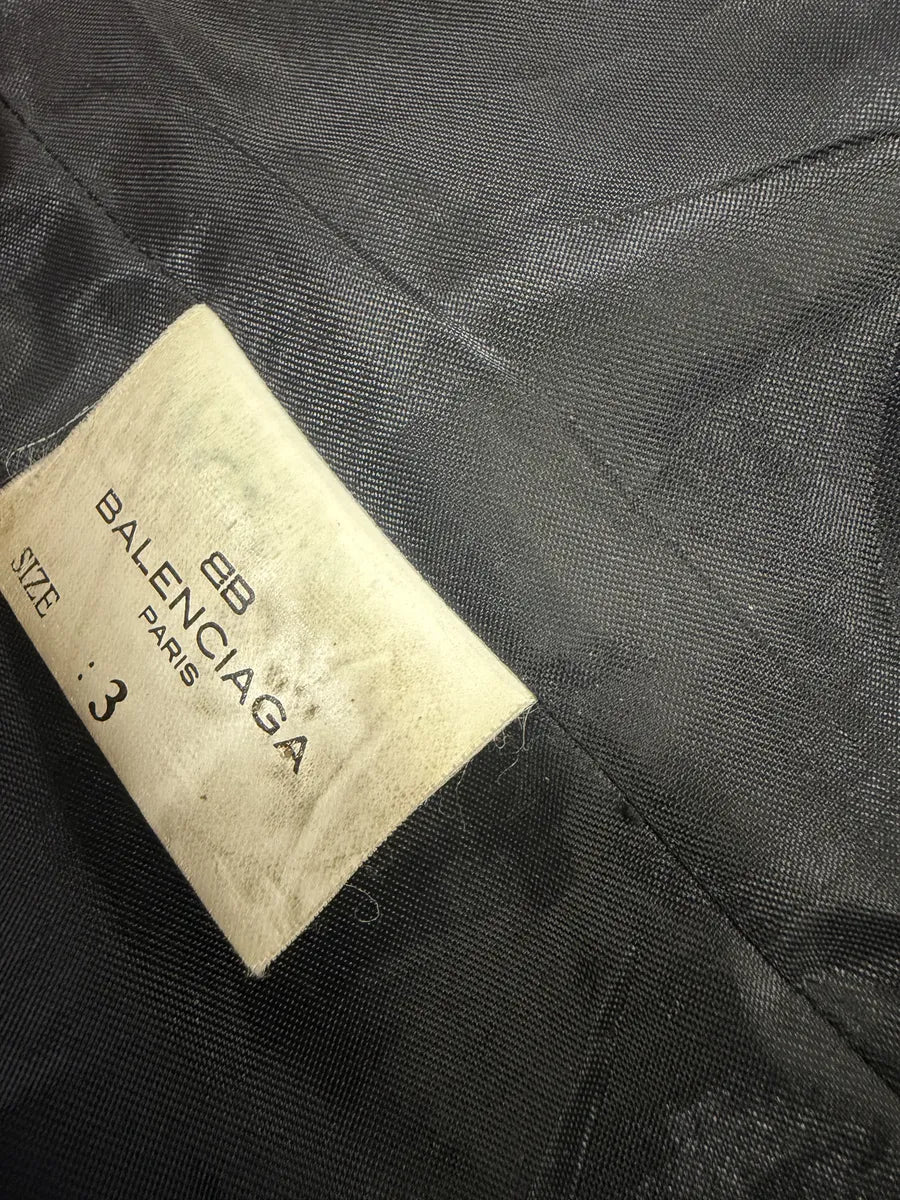 BB
BALENCIAGA
PARIS
SIZE : 3